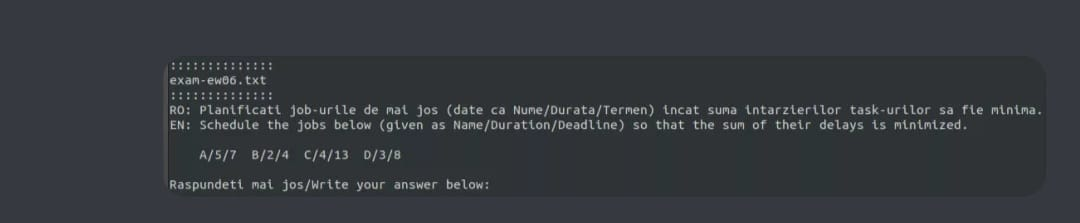 ::::::::::::::
exam-ew06.txt
::::::::::::::
RO: Planificati job-urile de mai jos (date ca Nume/Durata/Termen) incat suma intarzierilor task-urilor sa fie minima.
EN: Schedule the jobs below (given as Name/Duration/Deadline) so that the sum of their delays is minimized.
A/5/7 B/2/4 C/4/13 D/3/8
Raspundeti mai jos/Write your answer below: